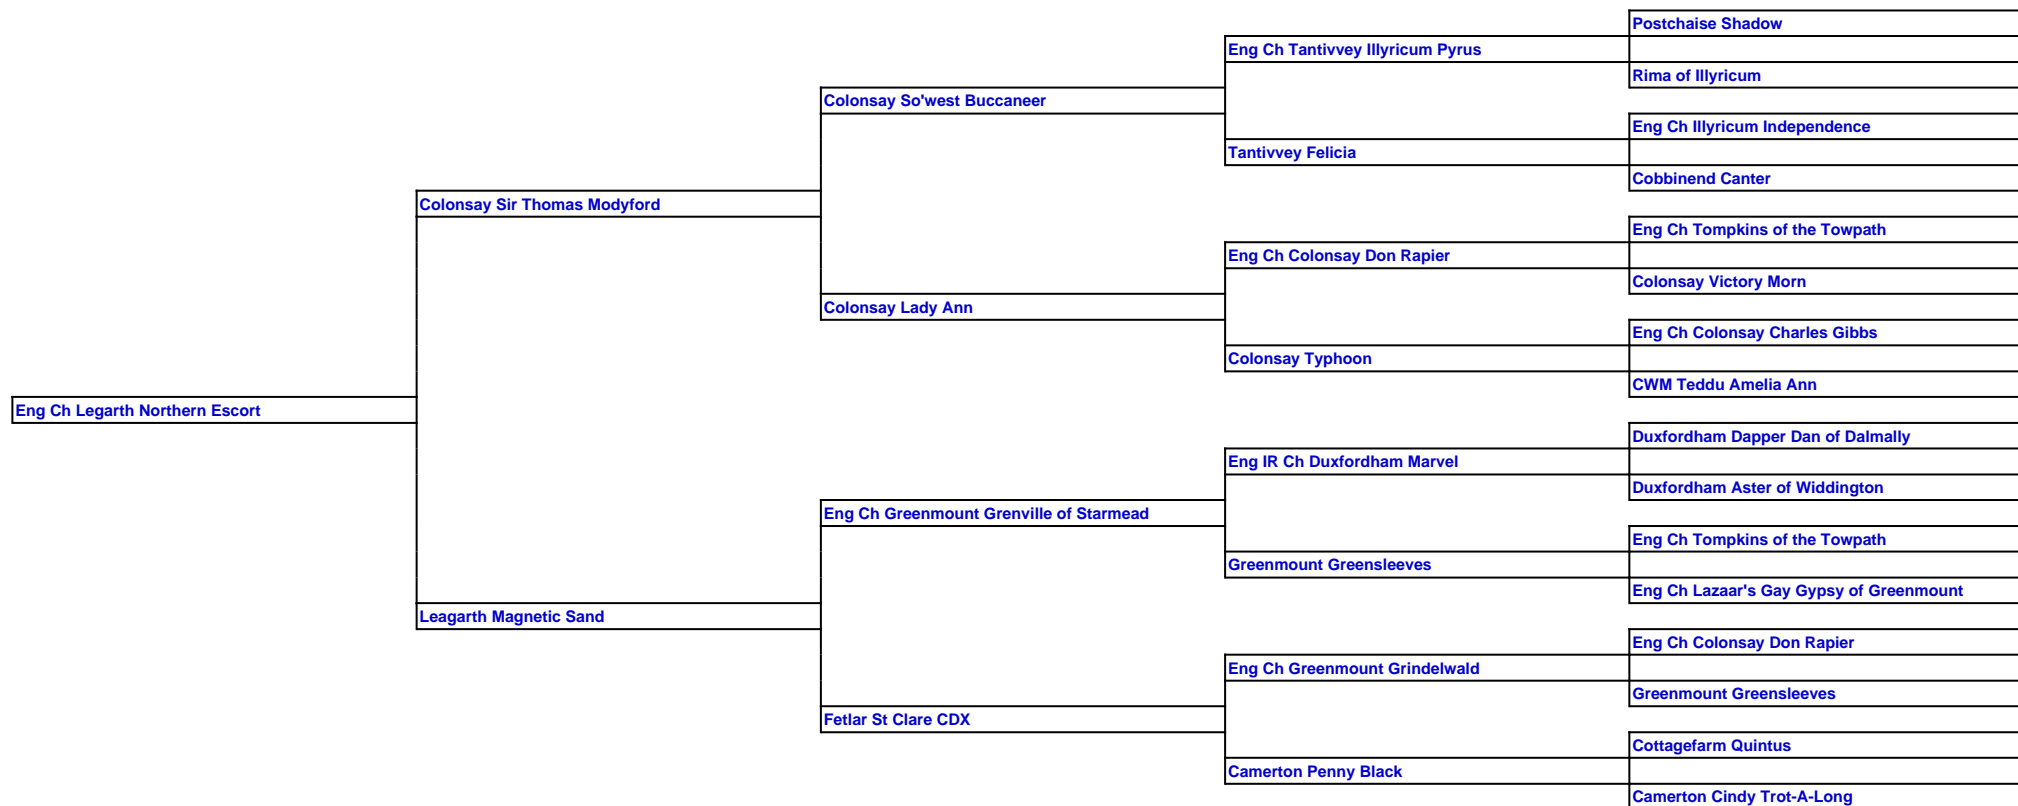 Postchaise Shadow
Eng Ch Tantivvey Illyricum Pyrus
Rima of Illyricum
Colonsay So'west Buccaneer
Eng Ch Illyricum Independence
Tantivvey Felicia
Cobbinend Canter
Colonsay Sir Thomas Modyford
Eng Ch Tompkins of the Towpath
Eng Ch Colonsay Don Rapier
Colonsay Victory Morn
Colonsay Lady Ann
Eng Ch Colonsay Charles Gibbs
Colonsay Typhoon
CWM Teddu Amelia Ann
Eng Ch Legarth Northern Escort
Duxfordham Dapper Dan of Dalmally
Eng IR Ch Duxfordham Marvel
Duxfordham Aster of Widdington
Eng Ch Greenmount Grenville of Starmead
Eng Ch Tompkins of the Towpath
Greenmount Greensleeves
Eng Ch Lazaar's Gay Gypsy of Greenmount
Leagarth Magnetic Sand
Eng Ch Colonsay Don Rapier
Eng Ch Greenmount Grindelwald
Greenmount Greensleeves
Fetlar St Clare CDX
Cottagefarm Quintus
Camerton Penny Black
Camerton Cindy Trot-A-Long